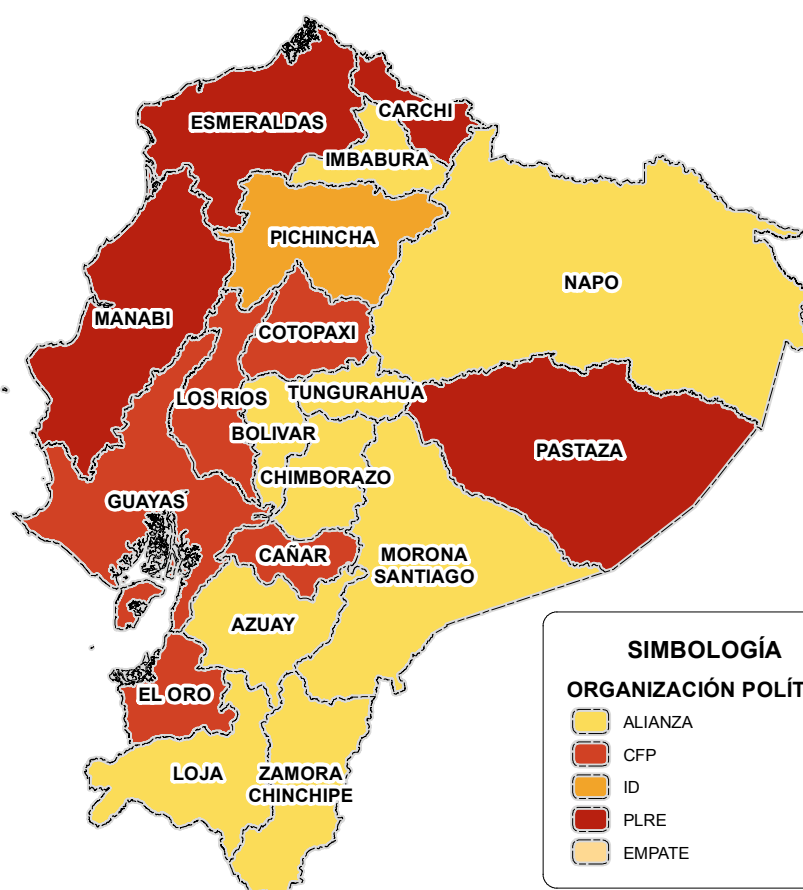 ESMERALDAS
CARCHI
IMBABURA
PICHINCHA
NAPO
MANABI
COTOPAXI
TUNGURAHUA
LOS RIOS
BOLIVAR
PASTAZA
CHIMBORAZO
GUAYAS
CAÑAR
MORONA
SANTIAGO
AZUAY
EL ORO
LOJA
ZAMORA
CHINCHIPE
SIMBOLOGÍA
ORGANIZACIÓN POLÍT
ALIANZA
CFP
ID
PLRE
EMPATE